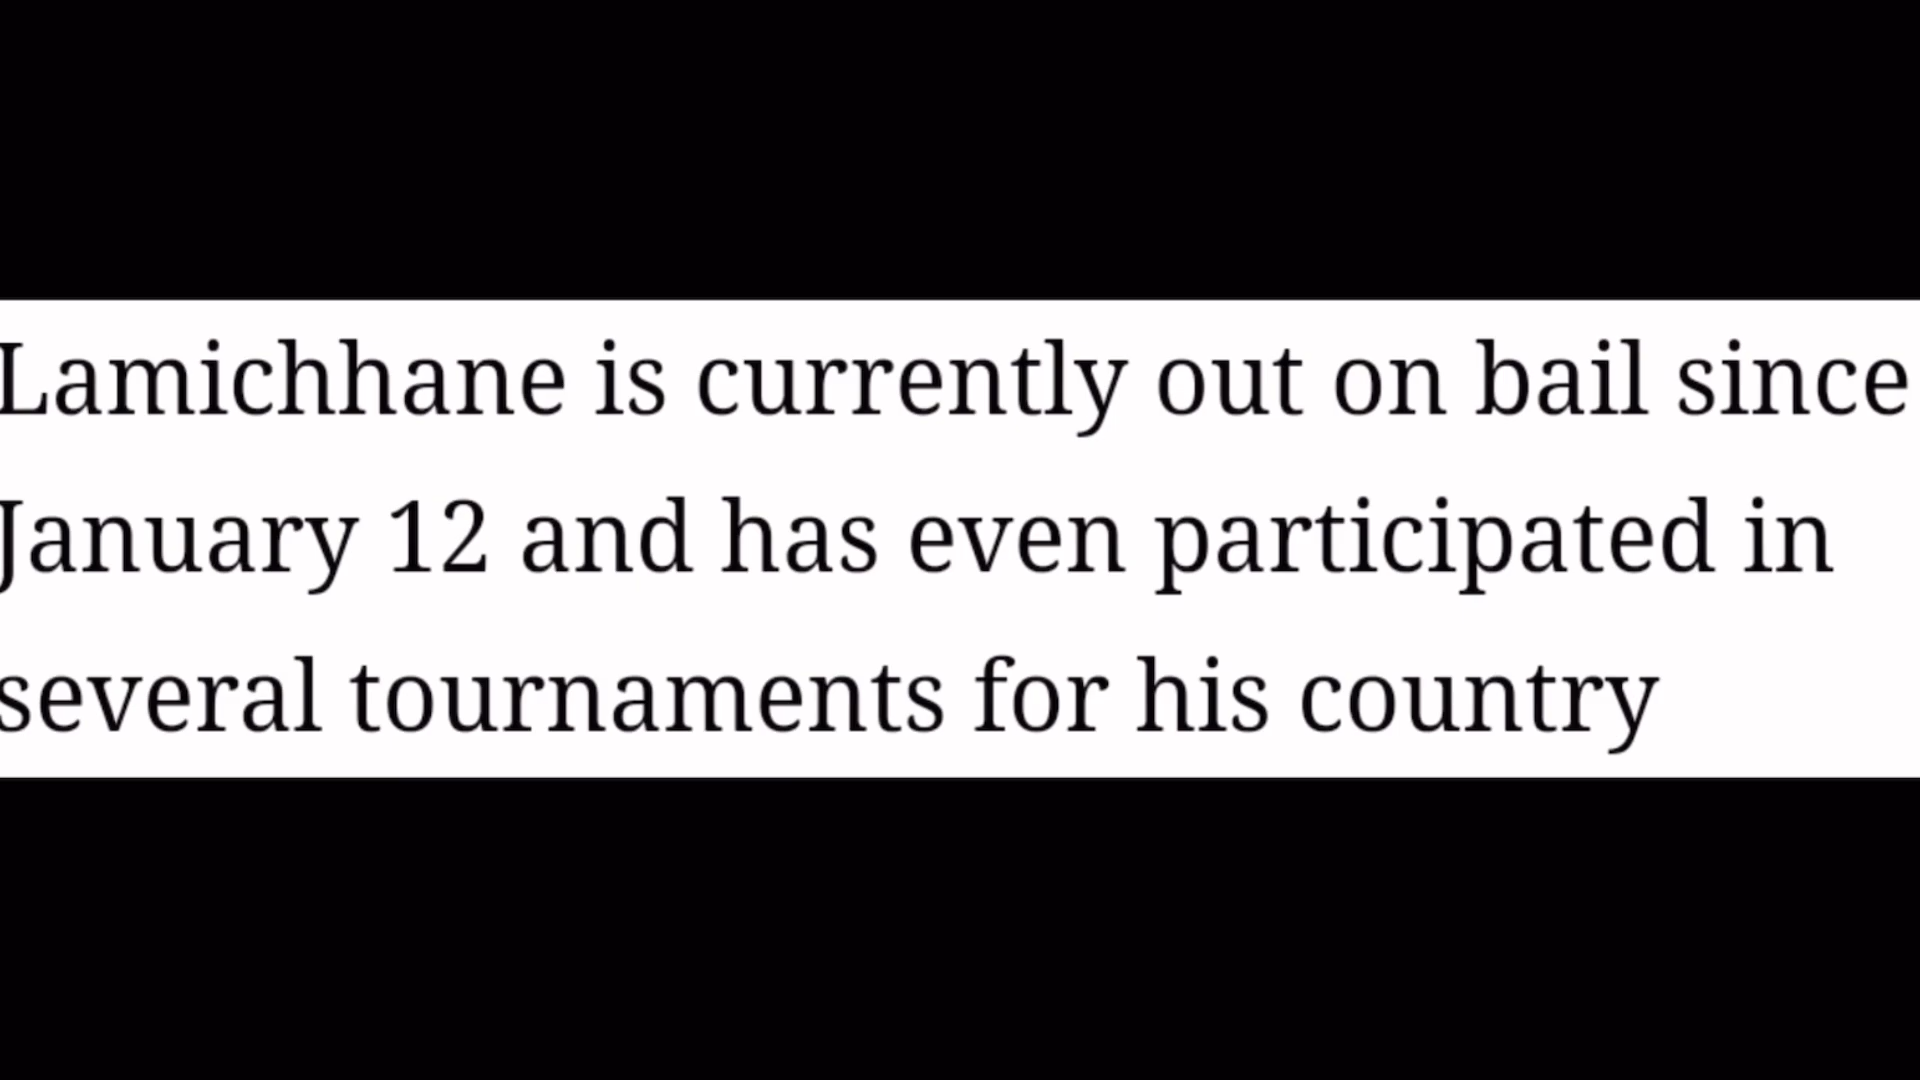 Lamichhane is currently out on bail since
January 12 and has even participated in
several tournaments for his country